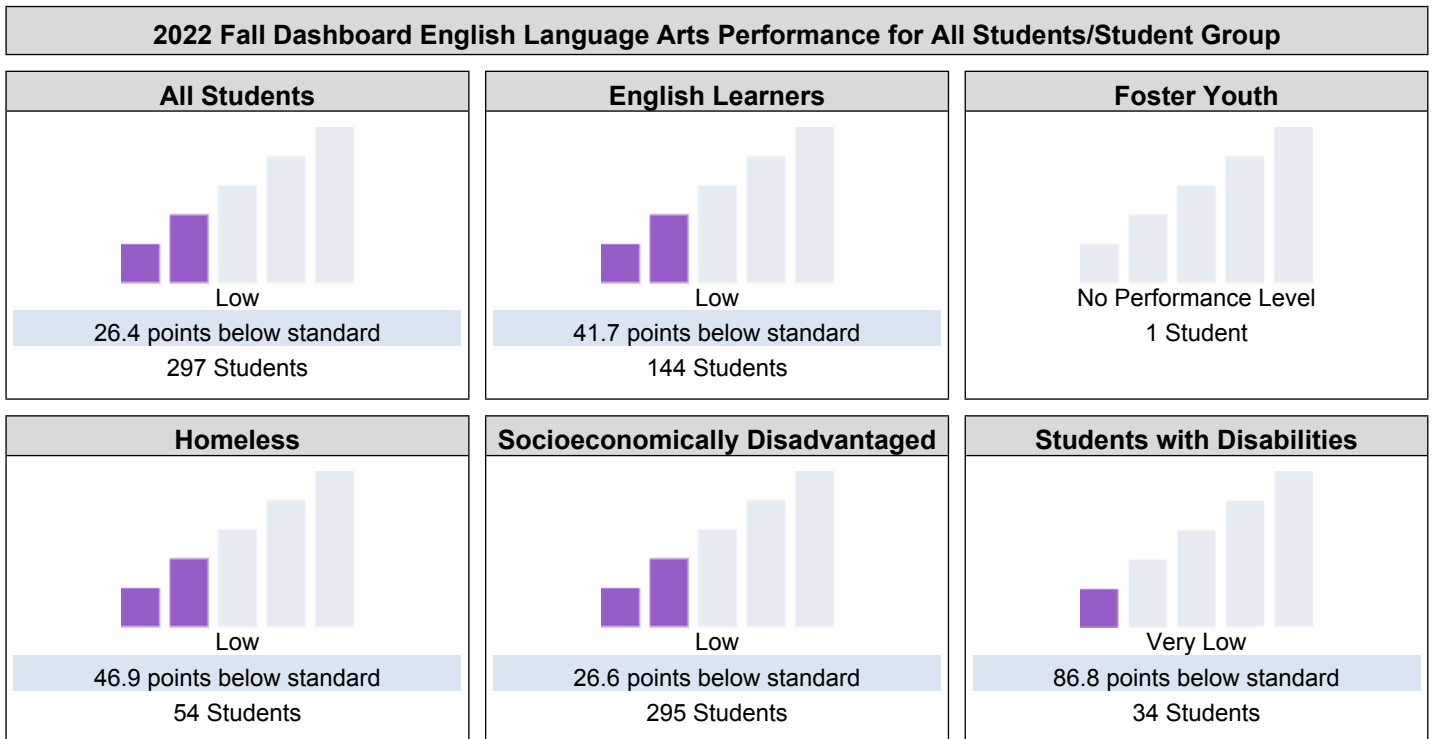 2022 Fall Dashboard English Language Arts Performance for All Students/Student Group
All Students
Low
26.4 points below standard
297 Students
English Learners
Low
41.7 points below standard
144 Students
Foster Youth
No Performance Level
1 Student
Homeless
Low
46.9 points below standard
54 Students
Socioeconomically Disadvantaged
Low
26.6 points below standard
295 Students
Students with Disabilities
Very Low
86.8 points below standard
34 Students